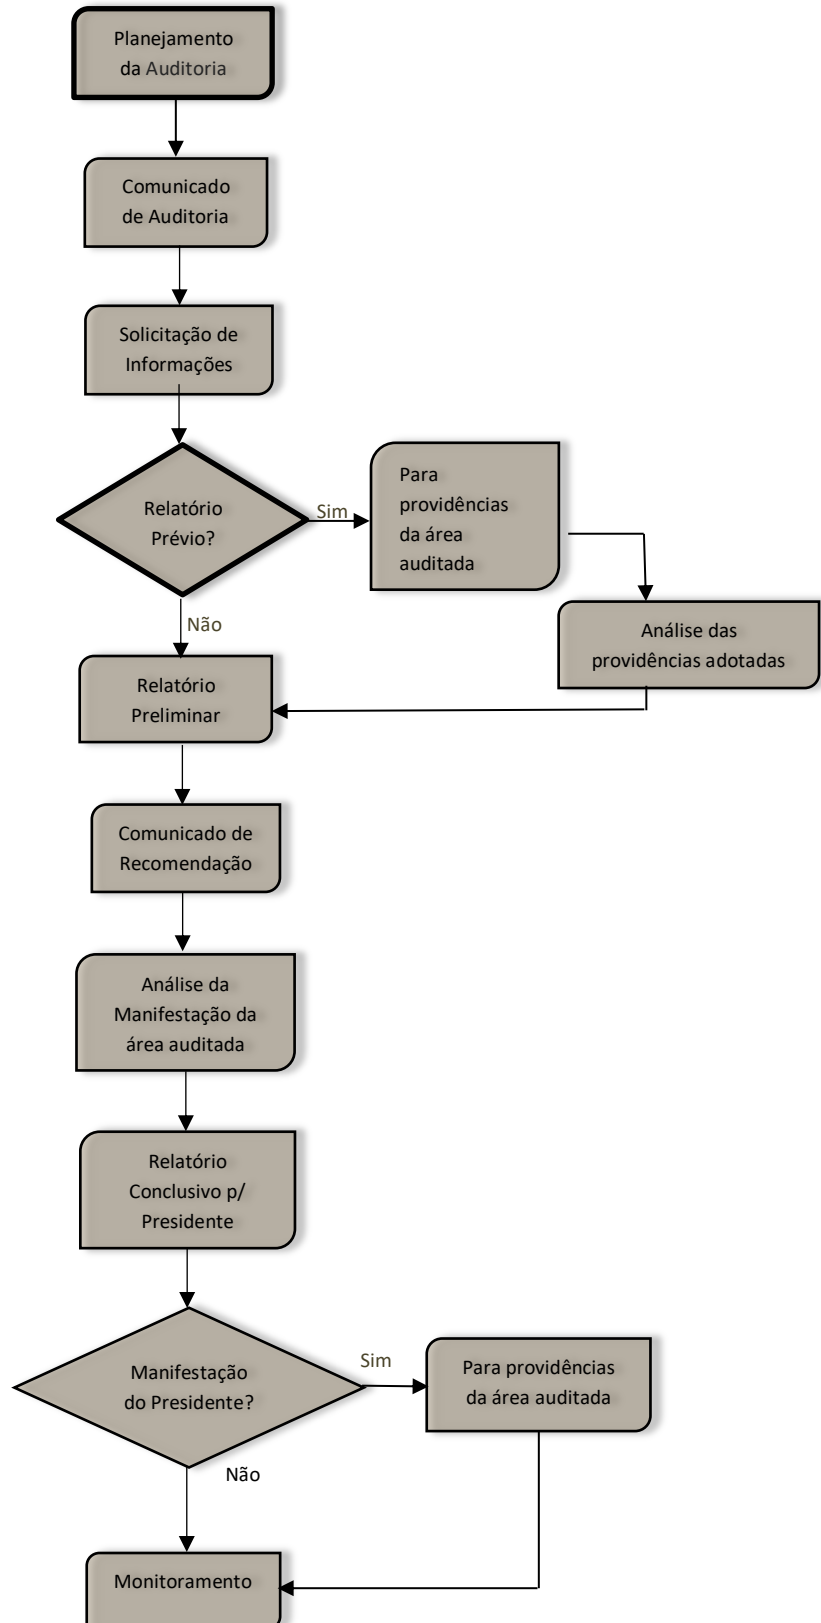 Planejamento
da Auditoria
Comunicado
de Auditoria
Solicitação de
Informações
Relatório
Prévio?
Sim
Para
providências
da área
auditada
Não
Análise das
providências adotadas
Relatório
Preliminar
Comunicado de
Recomendação
Análise da
Manifestação da
área auditada
Relatório
Conclusivo p/
Presidente
Manifestação
do Presidente?
Sim
Para providências
da área auditada
Não
Monitoramento